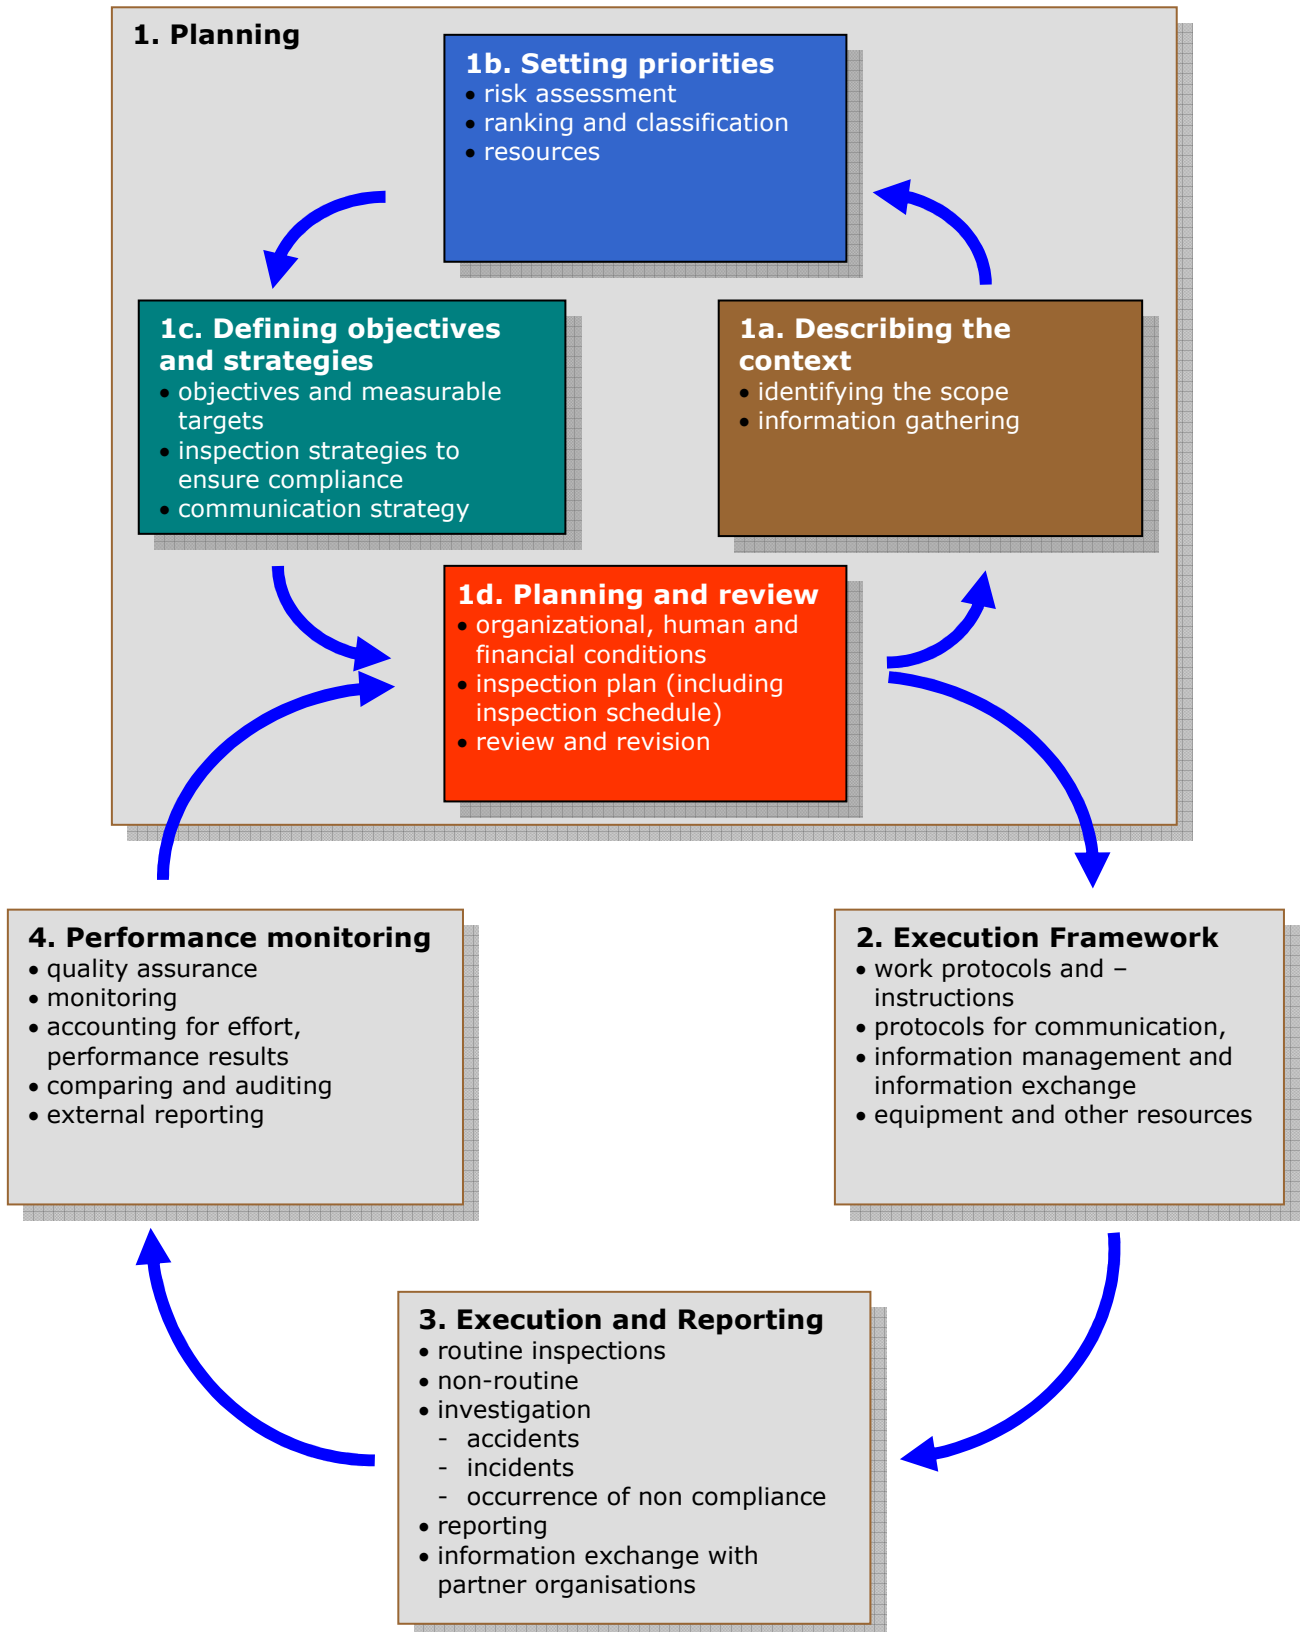 1. Planning
1b. Setting priorities
• risk assessment
• ranking and classification
• resources
1c. Defining objectives
and strategies
• objectives and measurable
targets
• inspection strategies to
ensure compliance
• communication strategy
1a. Describing the
context
• identifying the scope
• information gathering
1d. Planning and review
• organizational, human and
financial conditions
• inspection plan (including
inspection schedule)
• review and revision
4. Performance monitoring
• quality assurance
• monitoring
• accounting for effort,
performance results
• comparing and auditing
• external reporting
2. Execution Framework
• work protocols and –
instructions
• protocols for communication,
• information management and
information exchange
• equipment and other resources
3. Execution and Reporting
• routine inspections
• non-routine
• investigation
- accidents
- incidents
- occurrence of non compliance
• reporting
• information exchange with
partner organisations